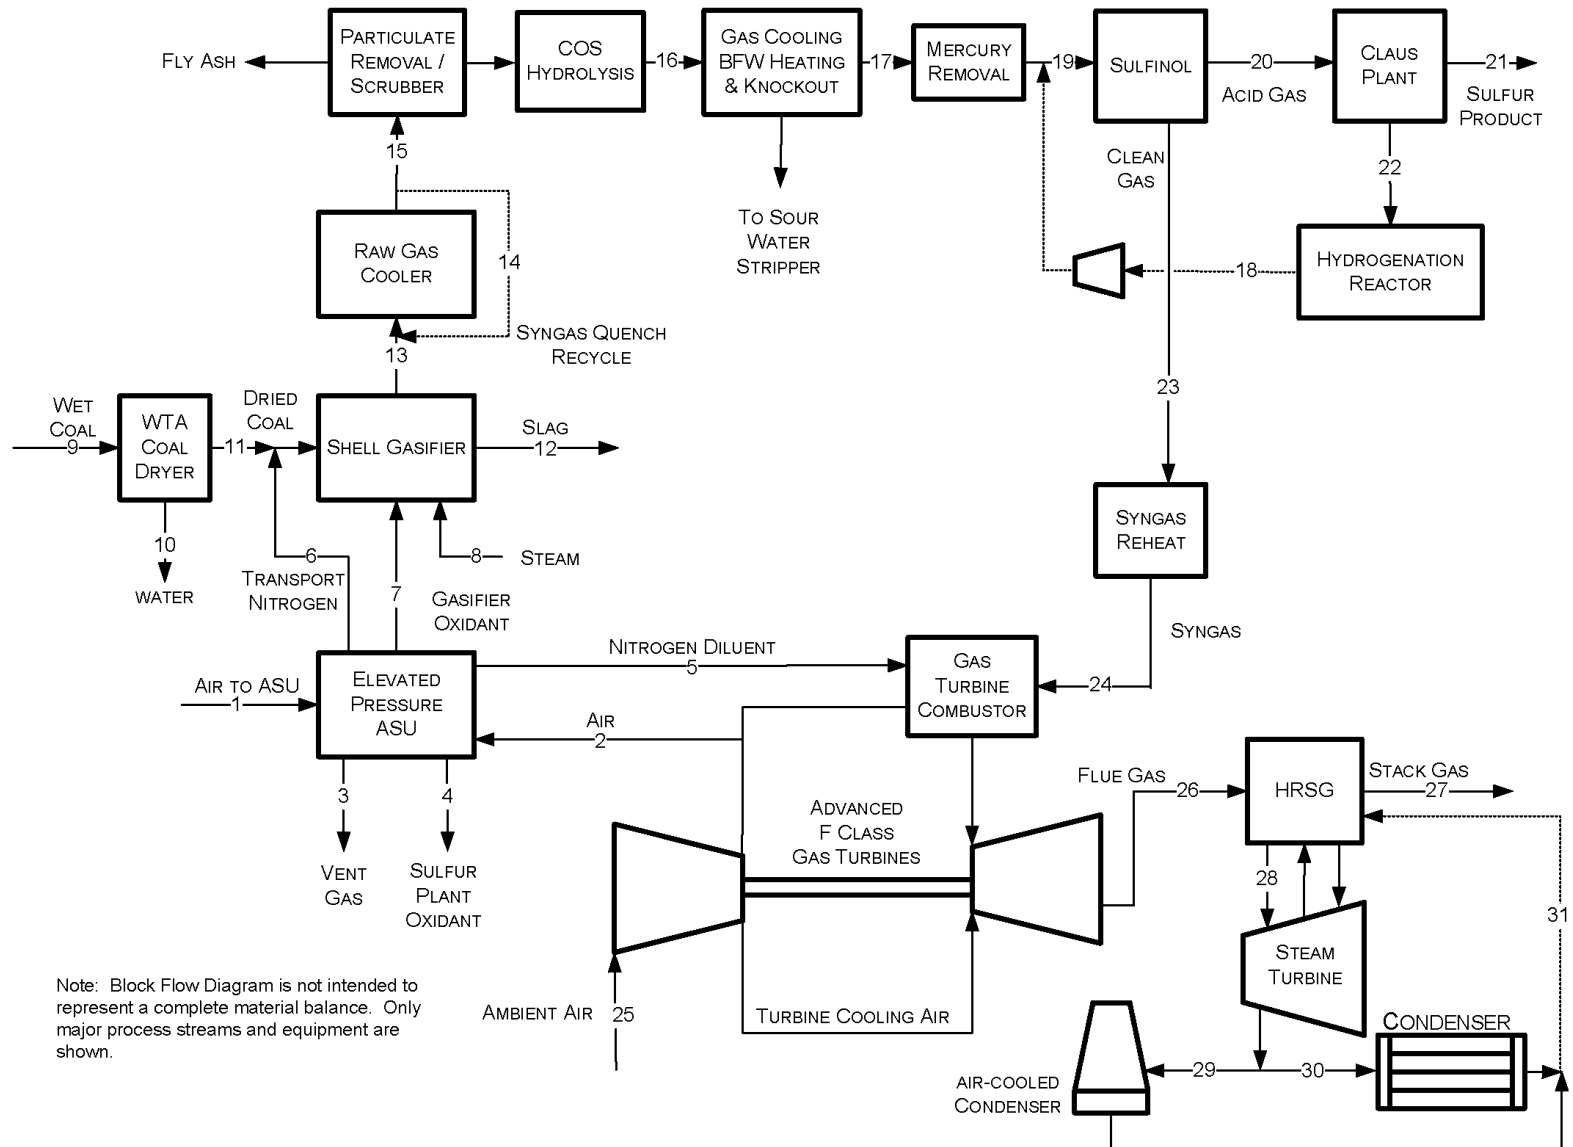 FLY ASH
PARTICULATE
REMOVAL /
SCRUBBER
COS
HYDROLYSIS
16
GAS COOLING
BFW HEATING
& KNOCKOUT
17
MERCURY
REMOVAL
19
SULFINOL
20
ACID GAS
CLAUS
PLANT
21
SULFUR
PRODUCT
15
CLEAN
GAS
22
TO SOUR
WATER
STRIPPER
RAW GAS
COOLER
14
18
HYDROGENATION
REACTOR
SYNGAS QUENCH
RECYCLE
13
23
WET
COAL
9
WTA
COAL
DRYER
11
DRIED
COAL
SHELL GASIFIER
SLAG
12
10
WATER
6
TRANSPORT
NITROGEN
7
8
STEAM
GASIFIER
OXIDANT
SYNGAS
REHEAT
SYNGAS
NITROGEN DILUENT
5
GAS
TURBINE
COMBUSTOR
24
AIR TO ASU
1
ELEVATED
PRESSURE
ASU
AIR
2
3
4
VENT
GAS
SULFUR
PLANT
OXIDANT
ADVANCED
F CLASS
GAS TURBINES
FLUE GAS
26
HRSG
STACK GAS
27
28
31
STEAM
TURBINE
Note: Block Flow Diagram is not intended to
represent a complete material balance. Only
major process streams and equipment are
shown.
AMBIENT AIR
25
TURBINE COOLING AIR
CONDENSER
29
30
AIR-COOLED
CONDENSER